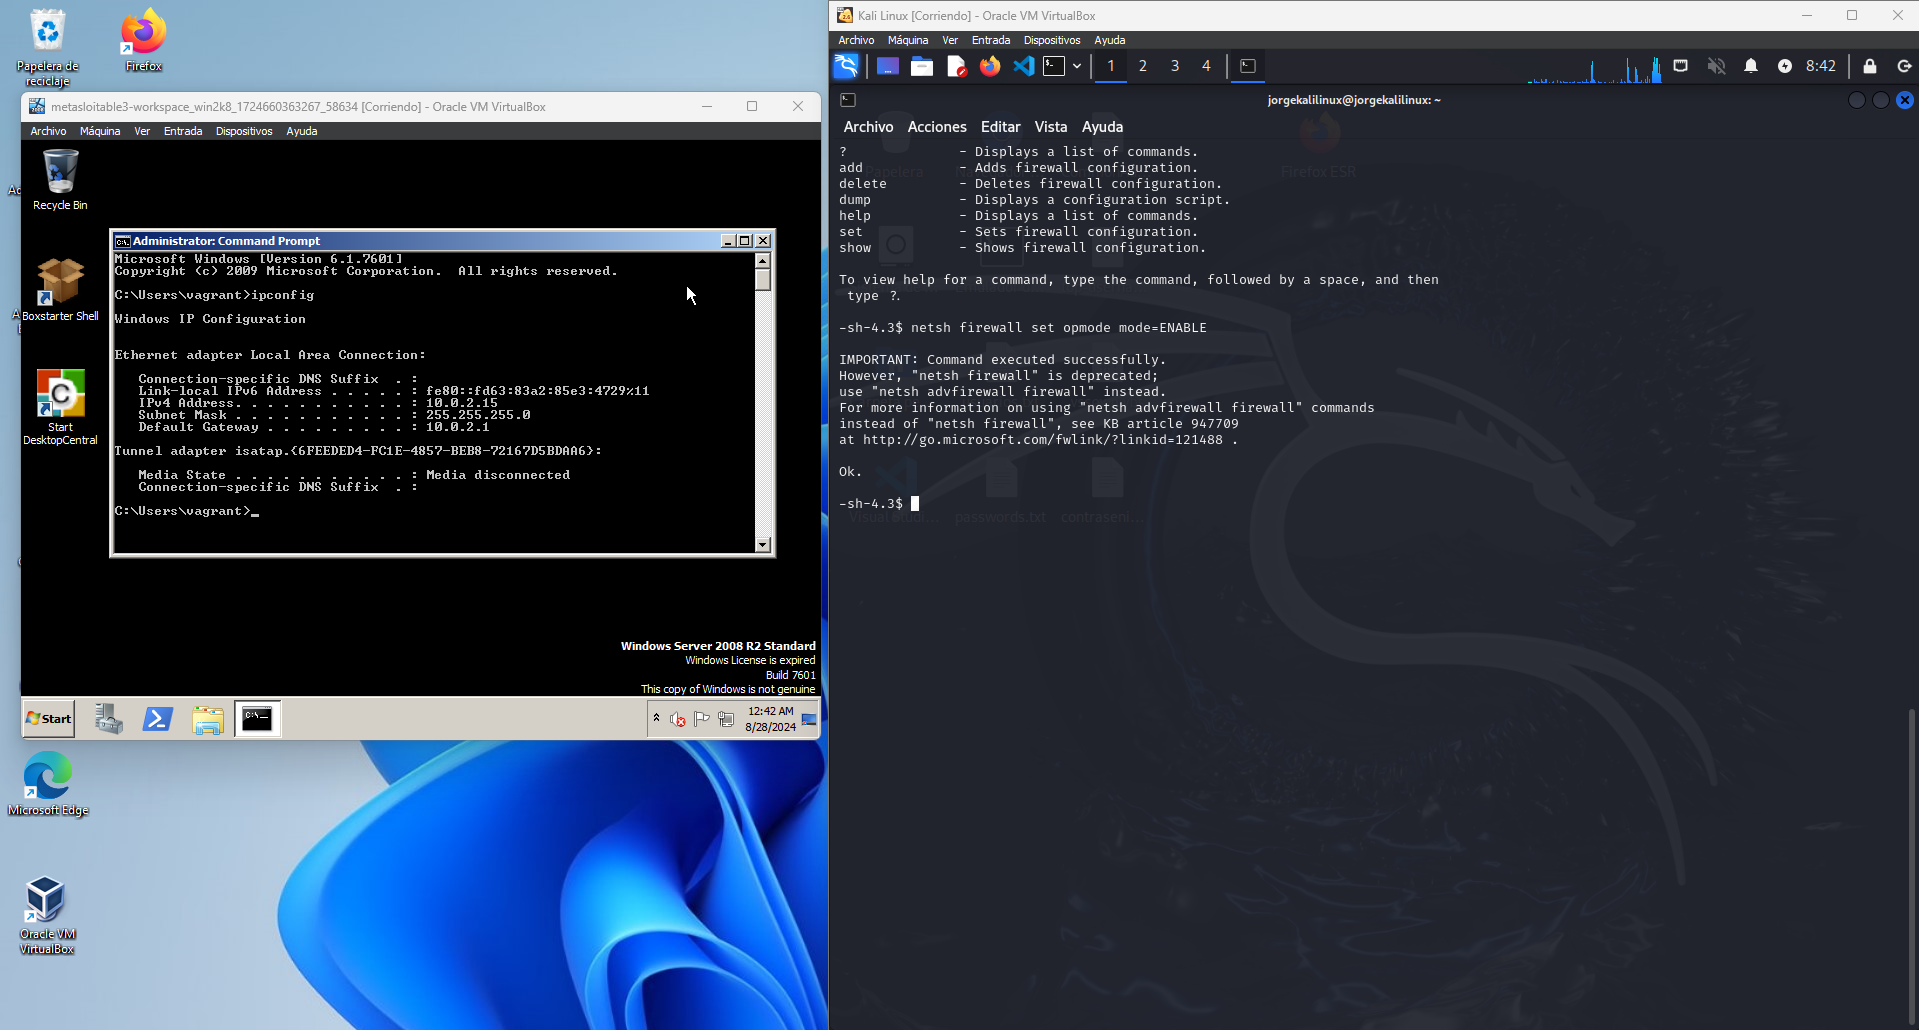 Papelera de
reciclaje
Firefox
metasloitable3-workspace_win2k8_1724660363267_58634 [Corriendo] - Oracle VM VirtualBox
Archivo Máquina Ver Entrada Dispositivos Ayuda
Recycle Bin
Boxstarter Shell
Start
DesktopCentral
Administrator: Command Prompt
Microsoft Windows [Version 6.1.7601]
Copyright (c) 2009 Microsoft Corporation.  All rights reserved.
C:\Users\vagrant>ipconfig
Windows IP Configuration
Ethernet adapter Local Area Connection:
Connection-specific DNS Suffix  . :
Link-local IPv6 Address . . . . . : fe80::fd63:83a2:85e3:4729%11
IPv4 Address. . . . . . . . . . . : 10.0.2.15
Subnet Mask . . . . . . . . . . . : 255.255.255.0
Default Gateway . . . . . . . . . : 10.0.2.1
Tunnel adapter isatap.{6FEEDED4-FC1E-4857-BEB8-72167D5BDAA6}:
Media State . . . . . . . . . . . : Media disconnected
Connection-specific DNS Suffix  . :
C:\Users\vagrant>_
Windows Server 2008 R2 Standard
Windows License is expired
Build 7601
This copy of Windows is not genuine
Start
12:42 AM
8/28/2024
Microsoft Edge
Oracle VM
VirtualBox
Kali Linux [Corriendo] - Oracle VM VirtualBox
Archivo Máquina Ver Entrada Dispositivos Ayuda
1 2 3 4
8:42
jorgekalilinux@jorgekalilinux: ~
Archivo Acciones Editar Vista Ayuda
? - Displays a list of commands.
add - Adds firewall configuration.
delete - Deletes firewall configuration.
dump - Displays a configuration script.
help - Displays a list of commands.
set - Sets firewall configuration.
show - Shows firewall configuration.
To view help for a command, type the command, followed by a space, and then
type ?.
-sh-4.3$ netsh firewall set opmode mode=ENABLE
IMPORTANT: Command executed successfully.
However, "netsh firewall" is deprecated;
use "netsh advfirewall firewall" instead.
For more information on using "netsh advfirewall firewall" commands
instead of "netsh firewall", see KB article 947709
at http://go.microsoft.com/fwlink/?linkid=121488 .
Ok.
-sh-4.3$
Papelera
Firefox ESR
passwords.txt
contraseni...